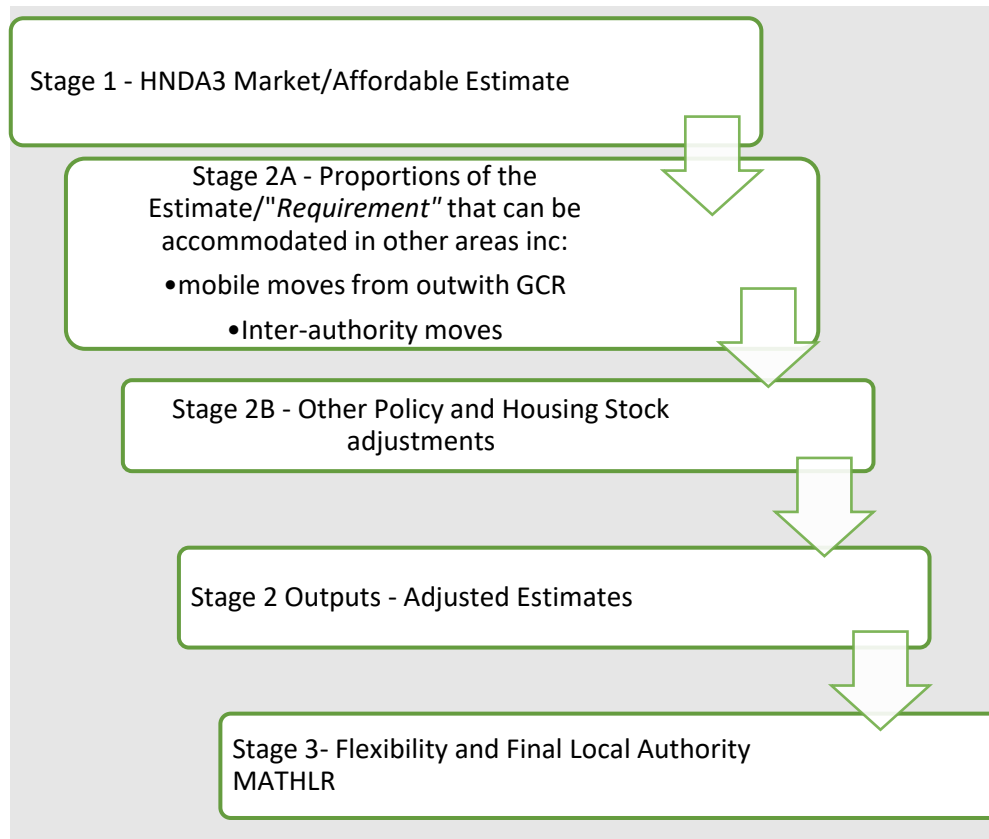 Stage 1 - HNDA3 Market/Affordable Estimate
Stage 2A - Proportions of the
Estimate/"Requirement" that can be
accommodated in other areas inc:
•mobile moves from outwith GCR
•Inter-authority moves
Stage 2B - Other Policy and Housing Stock
adjustments
Stage 2 Outputs - Adjusted Estimates
Stage 3- Flexibility and Final Local Authority
MATHLR